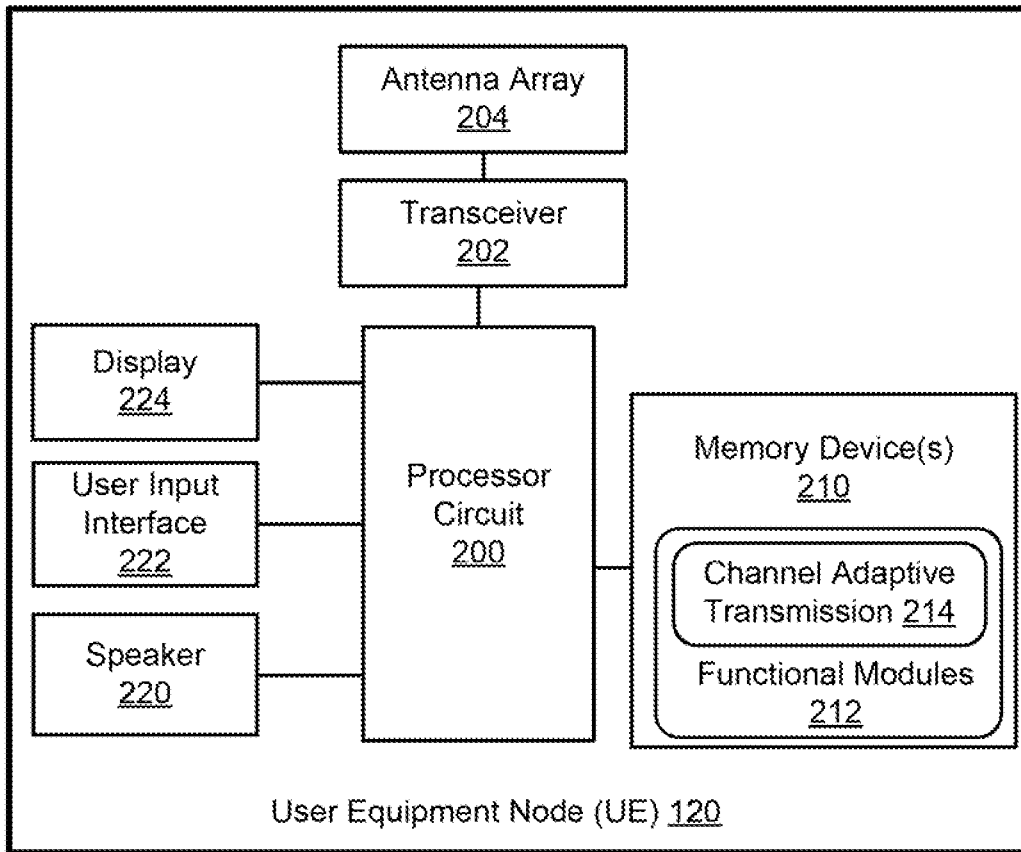 Antenna Array
204
Transceiver
202
Display
224
User Input
Interface
222
Speaker
220
Processor
Circuit
200
Memory Device(s)
210
Channel Adaptive
Transmission 214
Functional Modules
212
User Equipment Node (UE) 120